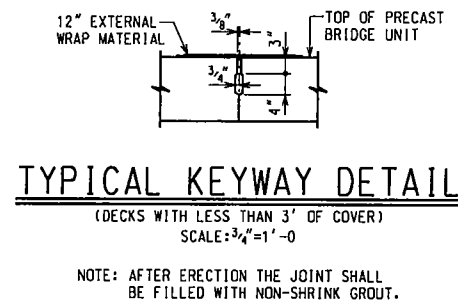 12" EXTERNAL
WRAP MATERIAL
3/8"
3"
TOP OF PRECAST
BRIDGE UNIT
3/4"
4"
TYPICAL KEYWAY DETAIL
(DECKS WITH LESS THAN 3' OF COVER)
SCALE:3/4"=1'-0
NOTE: AFTER ERECTION THE JOINT SHALL
BE FILLED WITH NON-SHRINK GROUT.